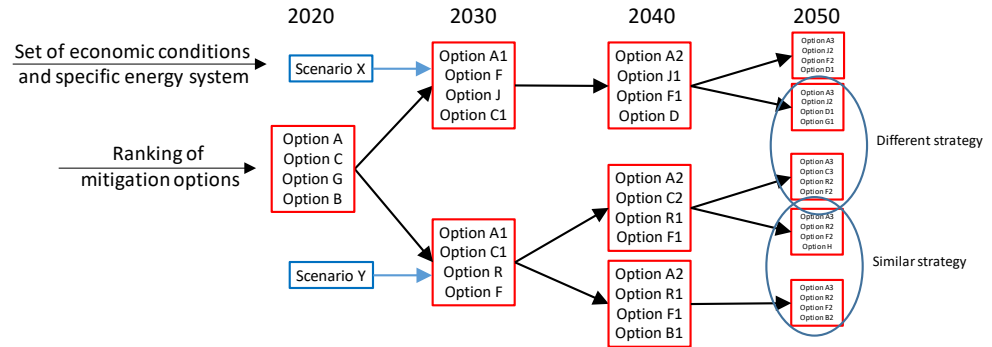 2020
2030
2040
2050
Set of economic conditions
and specific energy system
Scenario X
Option A1
Option F
Option J
Option C1
Option A2
Option J1
Option F1
Option D
Option A3
Option J2
Option F2
Option D1
Option A3
Option J2
Option D1
Option G1
Different strategy
Ranking of
mitigation options
Option A
Option C
Option G
Option B
Option A2
Option C2
Option R1
Option F1
Option A3
Option C3
Option R2
Option F2
Option A3
Option R2
Option F2
Option H
Similar strategy
Scenario Y
Option A1
Option C1
Option R
Option F
Option A2
Option R1
Option F1
Option B1
Option A3
Option R2
Option F2
Option B2